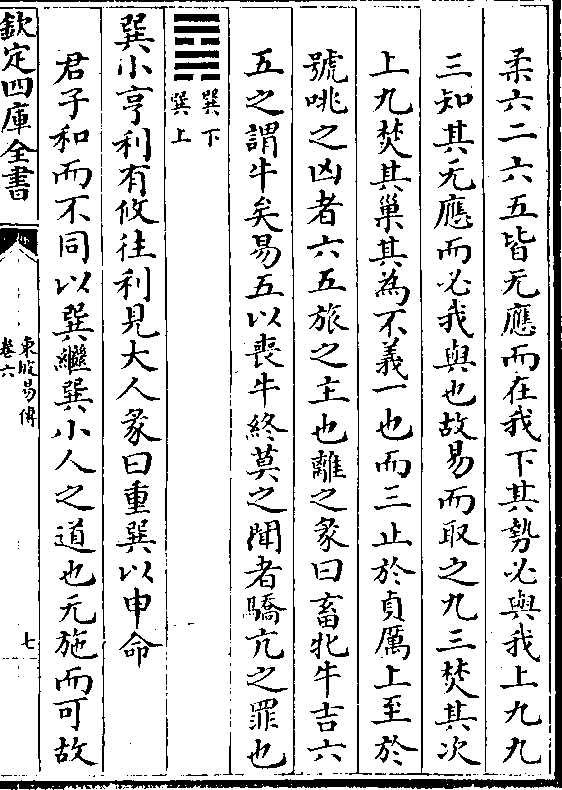 柔六二六五皆无應而在我下其勢必與我上九九
三知其无應而必我與也故易而取之九三焚其次
上九焚其巢其為不義一也而三止於貞厲上至於
號咷之凶者六五旅之主也離之彖曰畜牝牛吉六
五之謂牛矣易五以喪牛終莫之聞者驕亢之罪也
巽下
巽上
巽小亨利有攸往利見大人彖曰重巽以申命
君子和而不同以巽繼巽小人之道也无施而可故
欽定四庫全書
東坡易傳
卷六
七